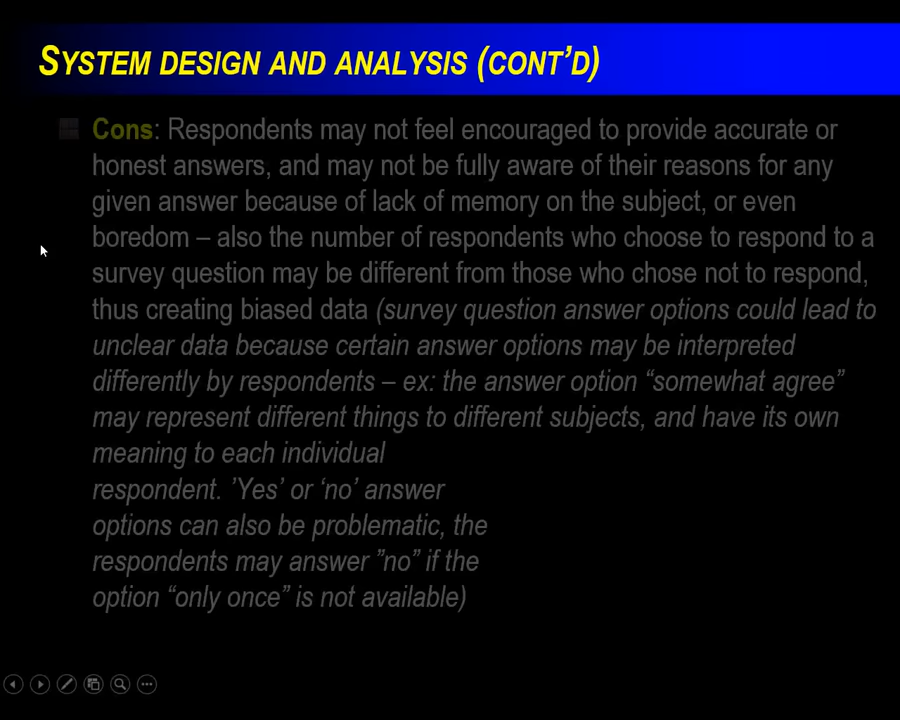 SYSTEM DESIGN AND ANALYSIS (CONT’D)
Cons: Respondents may not feel encouraged to provide accurate or
honest answers, and may not be fully aware of their reasons for any
given answer because of lack of memory on the subject, or even
boredom – also the number of respondents who choose to respond to a
survey question may be different from those who chose not to respond,
thus creating biased data (survey question answer options could lead to
unclear data because certain answer options may be interpreted
differently by respondents – ex: the answer option “somewhat agree”
may represent different things to different subjects, and have its own
meaning to each individual
respondent. ’Yes’ or ‘no’ answer
options can also be problematic, the
respondents may answer ”no” if the
option “only once” is not available)